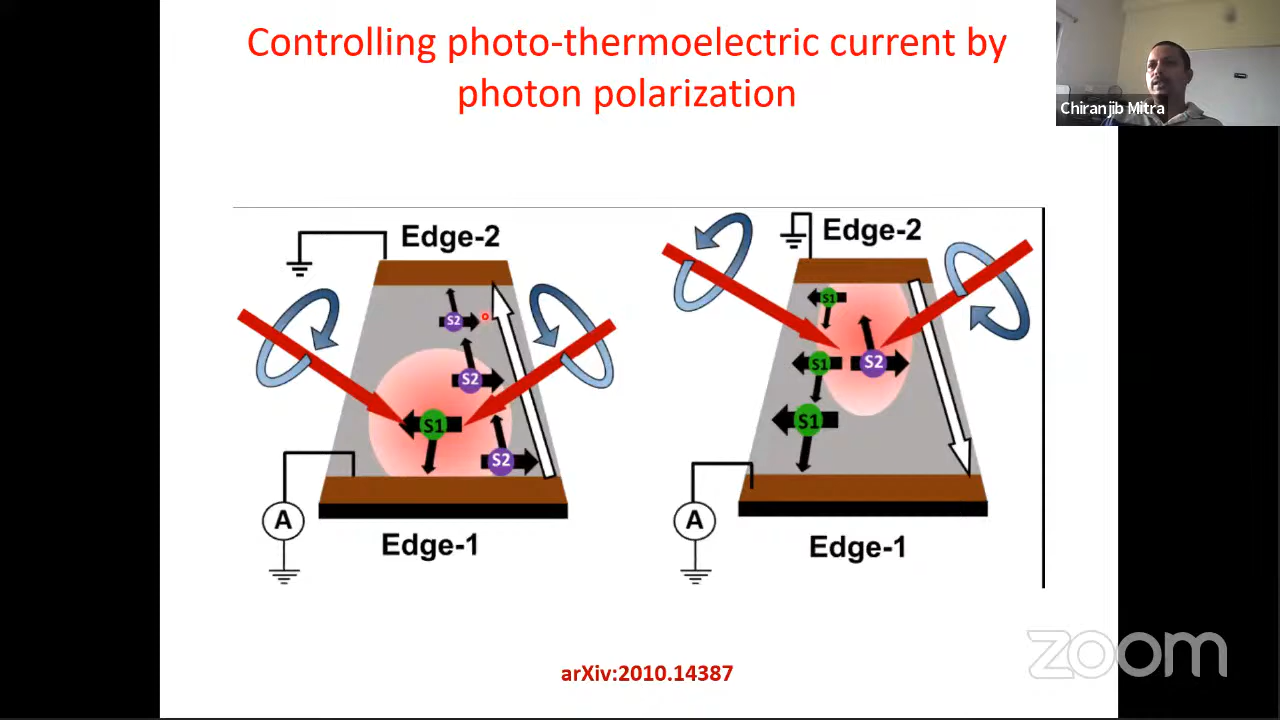 Controlling photo-thermoelectric current by
photon polarization
Chiranjib Mitra
Edge-2
S2
S2
S1
S2
A
Edge-1
Edge-2
S1
S1
S2
S1
A
Edge-1
arXiv:2010.14387
zoom